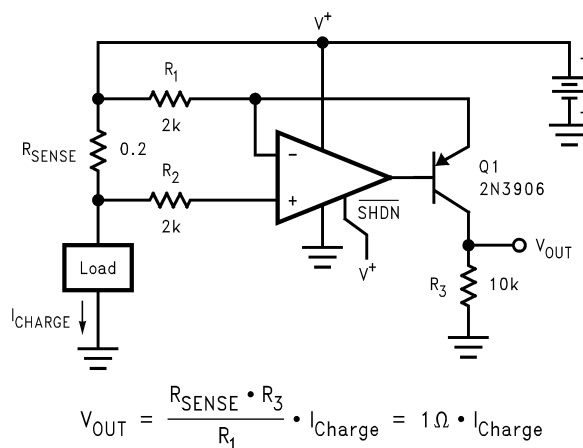 V+
R1
2k
RSENSE
0.2
R2
2k
−
+
SHDN
V+
Q1
2N3906
VOUT
R3
10k
Load
ICHARGE
+
VOUT = RSENSE • R3 / R1 • ICharge = 1Ω • ICharge